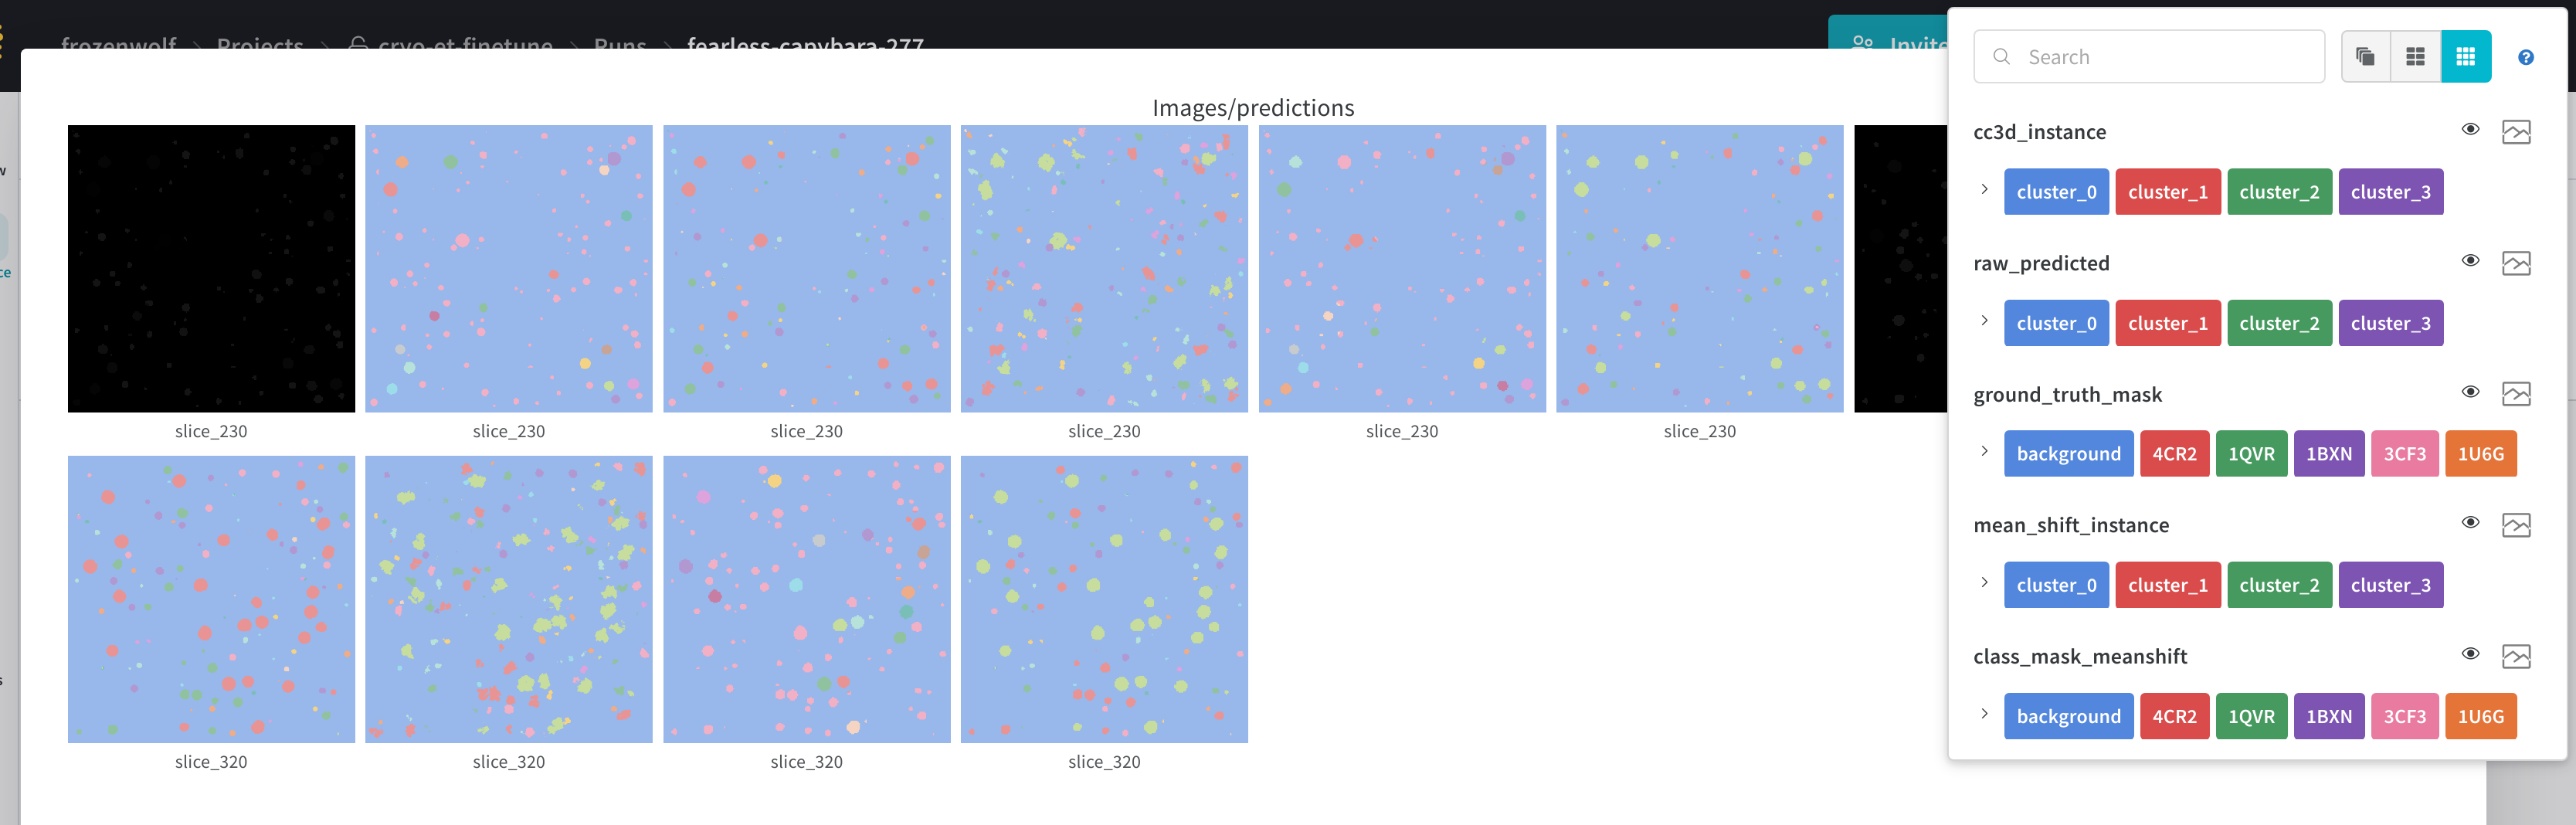 frozenwolf > Projects > cryo-et-finetune > Runs > fearless-capybara-277
Invite
Search
Images/predictions
cc3d_instance
cluster_0 cluster_1 cluster_2 cluster_3
raw_predicted
cluster_0 cluster_1 cluster_2 cluster_3
ground_truth_mask
background 4CR2 1QVR 1BXN 3CF3 1U6G
mean_shift_instance
cluster_0 cluster_1 cluster_2 cluster_3
class_mask_meanshift
background 4CR2 1QVR 1BXN 3CF3 1U6G
slice_230 slice_230 slice_230 slice_230 slice_230 slice_230
slice_320 slice_320 slice_320 slice_320